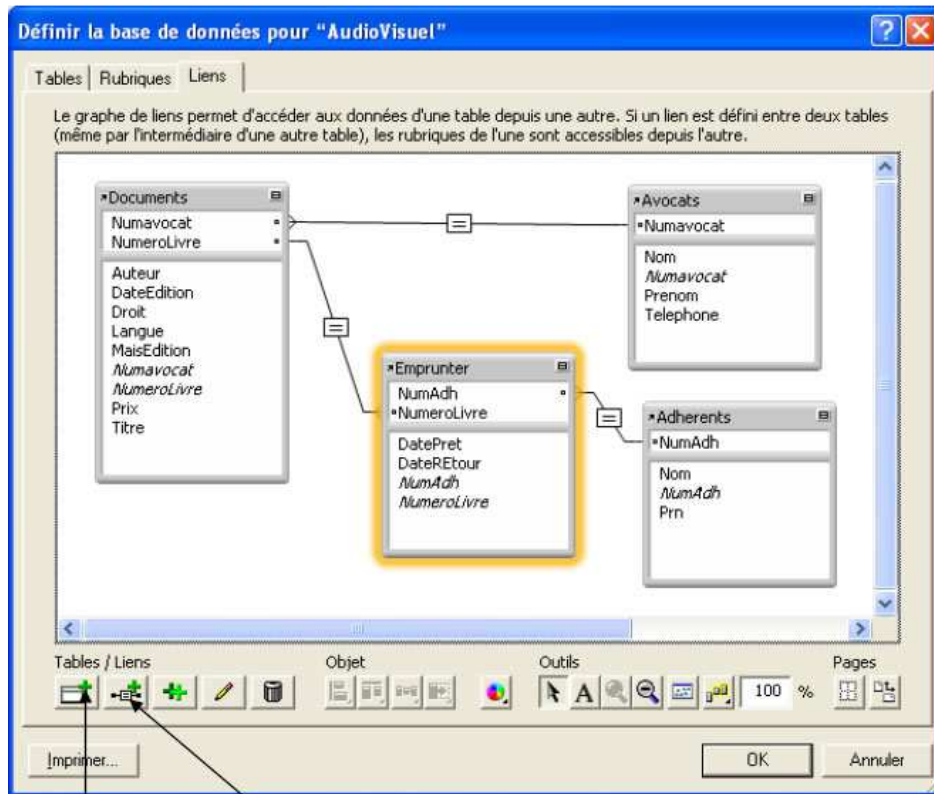 Définir la base de données pour “AudioVisuel”
Tables
Rubriques
Liens
Le graphe de liens permet d'accéder aux données d'une table depuis une autre. Si un lien est défini entre deux tables
(même par l'intermédiaire d'une autre table), les rubriques de l'une sont accessibles depuis l'autre.
Documents
Numavocat
NumeroLivre
Auteur
DateEdition
Droit
Langue
MaisEdition
Numavocat
NumeroLivre
Prix
Titre
=
=
Avocats
Numavocat
Nom
Numavocat
Prenom
Telephone
Emprunter
NumAdh
NumeroLivre
DatePret
DateREtour
NumAdh
NumeroLivre
=
Adherents
NumAdh
Nom
NumAdh
Prn
Tables / Liens
Objet
Outils
Pages
A
100 %
Imprimer...
OK
Annuler